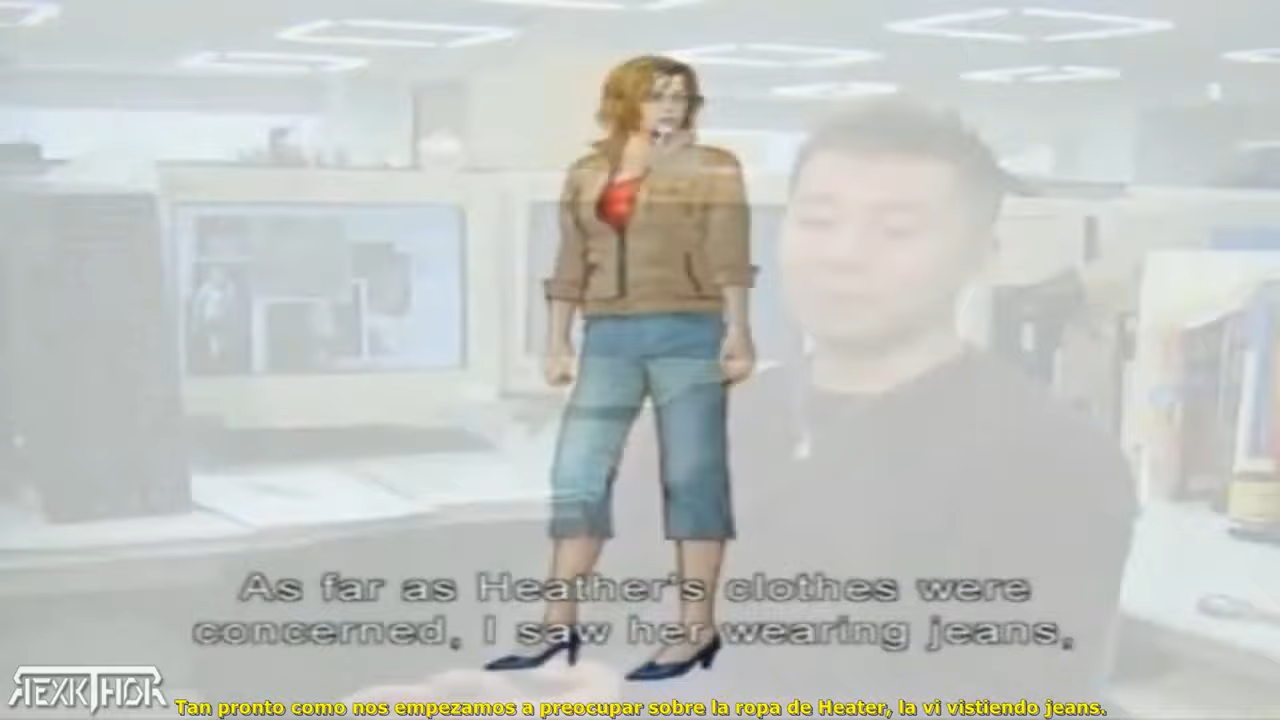 As far as Heather's clothes were
concerned, I saw her wearing jeans,
TEXKTHOR
Tan pronto como nos empezamos a preocupar sobre la ropa de Heater, la vi vistiendo jeans.